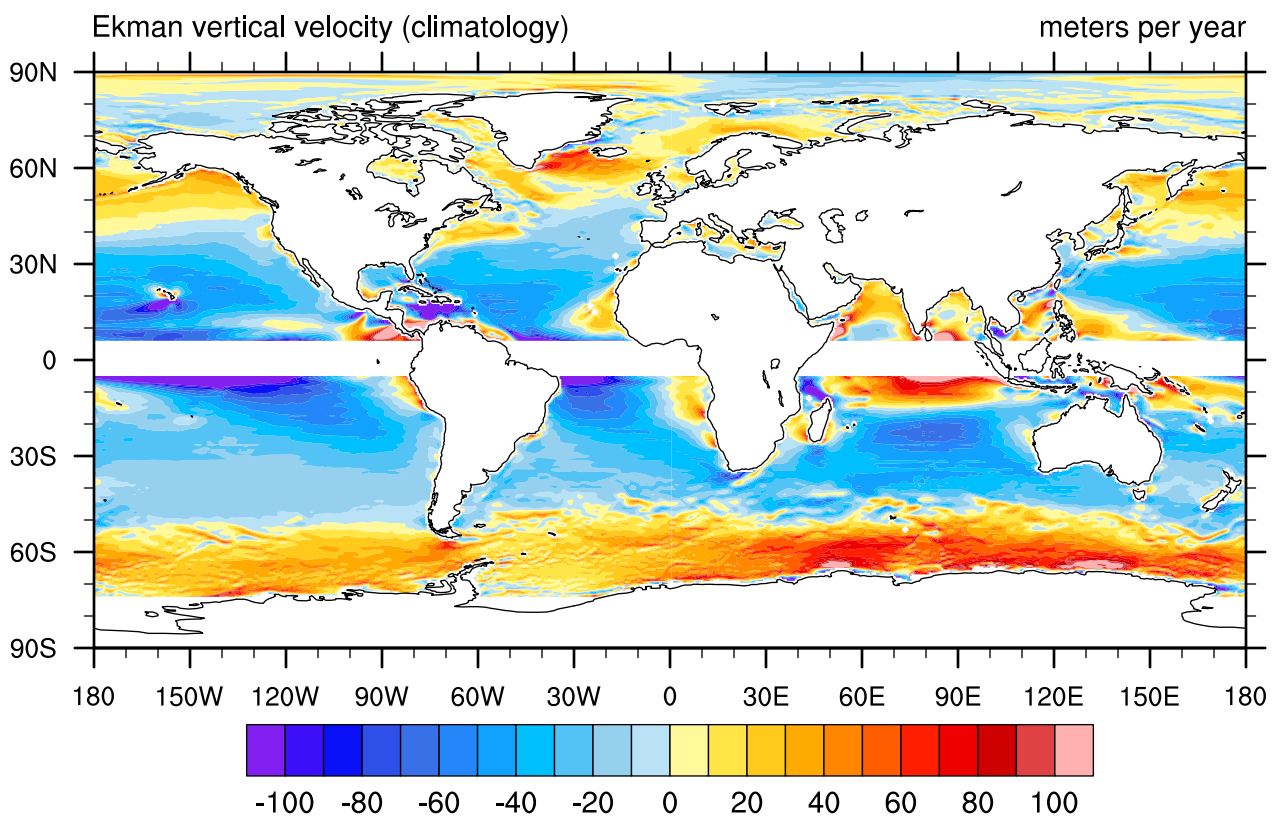 Ekman vertical velocity (climatology) meters per year
90N
60N
30N
0
30S
60S
90S
180 150W 120W 90W 60W 30W 0 30E 60E 90E 120E 150E 180
-100 -80 -60 -40 -20 0 20 40 60 80 100